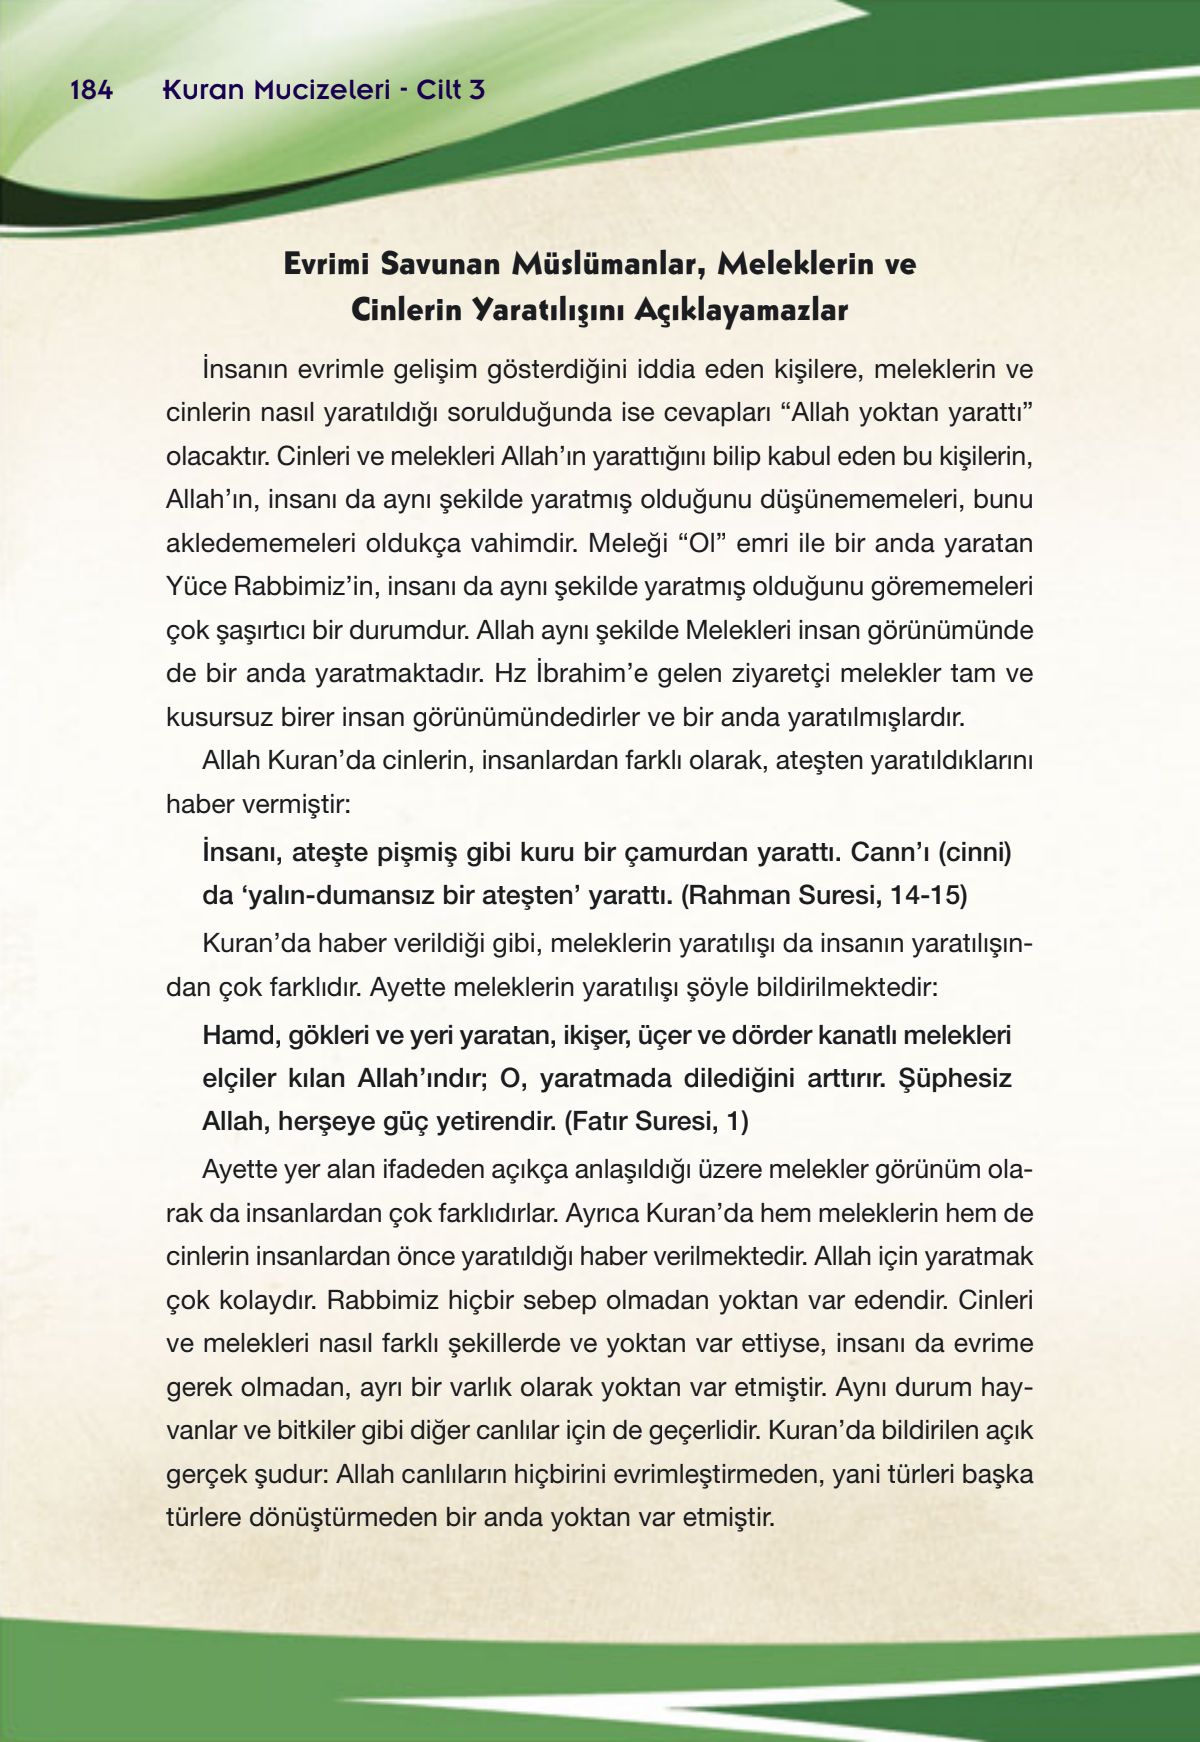 184 Kuran Mucizeleri - Cilt 3
Evrimi Savunan Müslümanlar, Meleklerin ve
Cinlerin Yaratılışını Açıklayamazlar
İnsanın evrimle gelişim gösterdiğini iddia eden kişilere, meleklerin ve
cinlerin nasıl yaratıldığı sorulduğunda ise cevapları “Allah yoktan yarattı”
olacaktır. Cinleri ve melekleri Allah’ın yarattığını bilip kabul eden bu kişilerin,
Allah’ın, insanı da aynı şekilde yaratmış olduğunu düşünememeleri, bunu
akledememeleri oldukça vahimdir. Meleği “Ol” emri ile bir anda yaratan
Yüce Rabbimiz’in, insanı da aynı şekilde yaratmış olduğunu görememeleri
çok şaşırtıcı bir durumdur. Allah aynı şekilde Melekleri insan görünümünde
de bir anda yaratmaktadır. Hz İbrahim’e gelen ziyaretçi melekler tam ve
kusursuz birer insan görünümündedirler ve bir anda yaratılmışlardır.
Allah Kuran’da cinlerin, insanlardan farklı olarak, ateşten yaratıldıklarını
haber vermiştir:
İnsanı, ateşte pişmiş gibi kuru bir çamurdan yarattı. Cann’ı (cinni)
da ‘yalın-dumansız bir ateşten’ yarattı. (Rahman Suresi, 14-15)
Kuran’da haber verildiği gibi, meleklerin yaratılışı da insanın yaratılışın-
dan çok farklıdır. Ayette meleklerin yaratılışı şöyle bildirilmektedir:
Hamd, gökleri ve yeri yaratan, ikişer, üçer ve dörder kanatlı melekleri
elçiler kılan Allah’ındır; O, yaratmada dilediğini arttırır. Şüphesiz
Allah, herşeye güç yetirendir. (Fatır Suresi, 1)
Ayette yer alan ifadeden açıkça anlaşıldığı üzere melekler görünüm ola-
rak da insanlardan çok farklıdırlar. Ayrıca Kuran’da hem meleklerin hem de
cinlerin insanlardan önce yaratıldığı haber verilmektedir. Allah için yaratmak
çok kolaydır. Rabbimiz hiçbir sebep olmadan yoktan var edendir. Cinleri
ve melekleri nasıl farklı şekillerde ve yoktan var ettiyse, insanı da evrime
gerek olmadan, ayrı bir varlık olarak yoktan var etmiştir. Aynı durum hay-
vanlar ve bitkiler gibi diğer canlılar için de geçerlidir. Kuran’da bildirilen açık
gerçek şudur: Allah canlıların hiçbirini evrimleştirmeden, yani türleri başka
türlere dönüştürmeden bir anda yoktan var etmiştir.